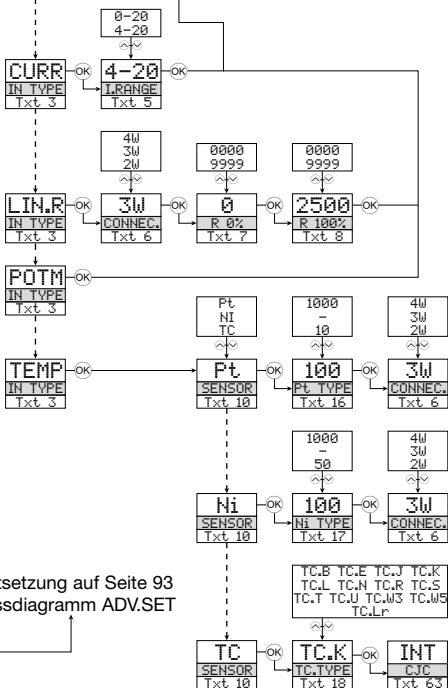 0-20
4-20
CURR
IN TYPE
Txt 3
OK
4-20
I.RANGE
Txt 5
OK
4W
3W
2W
0000
9999
0000
9999
LIN.R
IN TYPE
Txt 3
OK
3W
CONNEC.
Txt 6
OK
0
R 0%
Txt 7
OK
2500
R 100%
Txt 8
OK
POTM
IN TYPE
Txt 3
OK
Pt
NI
TC
1000
-
10
4W
3W
2W
TEMP
IN TYPE
Txt 3
OK
Pt
SENSOR
Txt 10
OK
100
Pt TYPE
Txt 16
OK
3W
CONNEC.
Txt 6
1000
-
50
4W
3W
2W
Ni
SENSOR
Txt 10
OK
100
Ni TYPE
Txt 17
OK
3W
CONNEC.
Txt 6
tsetzung auf Seite 93
ssdiagramm ADV.SET
TC.B TC.E TC.J TC.K
TC.L TC.N TC.R TC.S
TC.T TC.U TC.W3 TC.W5
TC.Lr
TC
SENSOR
Txt 10
OK
TC.K
TC.TYPE
Txt 18
OK
INT
CJC
Txt 63